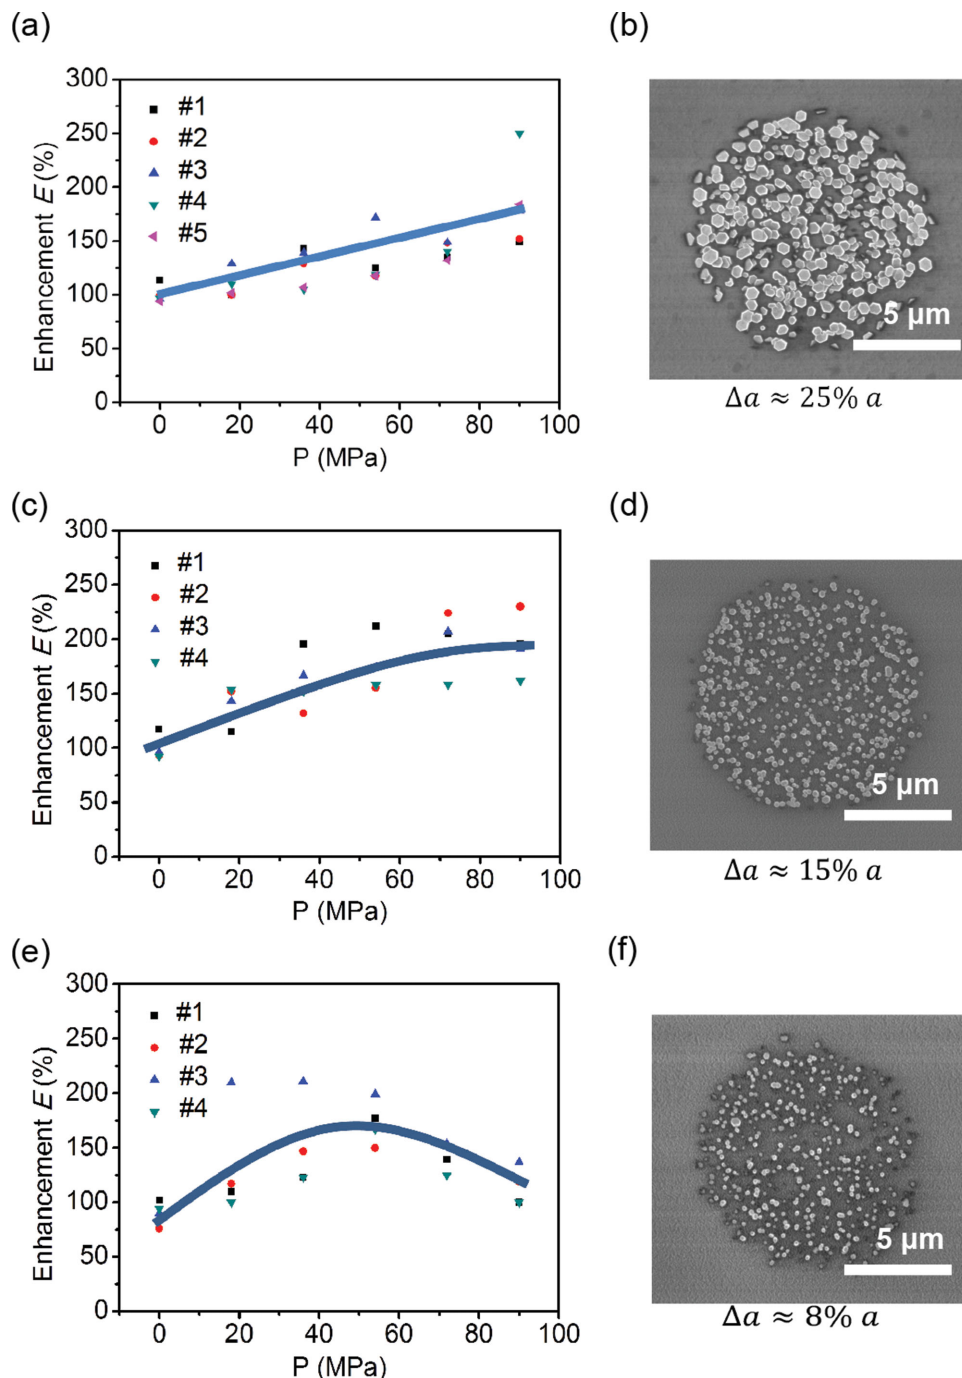 (a)
Enhancement E (%)
300
250
200
150
100
50
0
#1
#2
#3
#4
#5
0 20 40 60 80 100
P (MPa)
(b)
5 µm
Δa ≈ 25% a
(c)
Enhancement E (%)
300
250
200
150
100
50
0
#1
#2
#3
#4
0 20 40 60 80 100
P (MPa)
(d)
5 µm
Δa ≈ 15% a
(e)
Enhancement E (%)
300
250
200
150
100
50
0
#1
#2
#3
#4
0 20 40 60 80 100
P (MPa)
(f)
5 µm
Δa ≈ 8% a